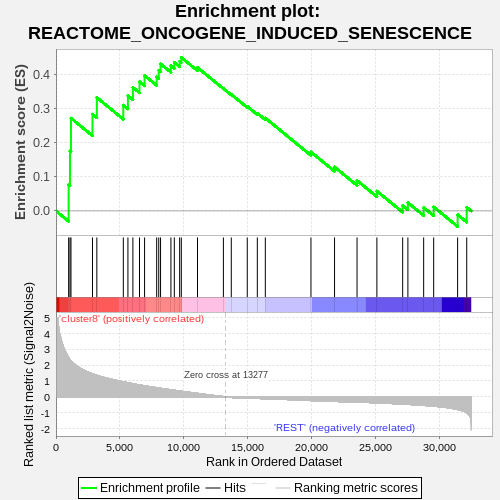 Enrichment plot:
REACTOME_ONCOGENE_INDUCED_SENESCENCE
Enrichment score (ES)
0.4
0.3
0.2
0.1
0.0
Ranked list metric (Signal2Noise)
5
4
3
2
1
0
-1
-2
'cluster8' (positively correlated)
Zero cross at 13277
'REST' (negatively correlated)
0
5,000
10,000
15,000
20,000
25,000
30,000
Rank in Ordered Dataset
Enrichment profile
Hits
Ranking metric scores